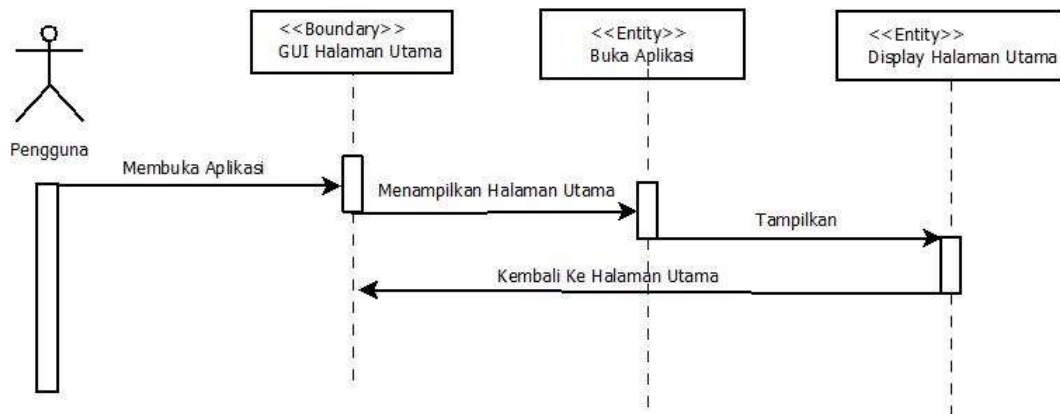 <<Boundary>>
GUI Halaman Utama
<<Entity>>
Buka Aplikasi
<<Entity>>
Display Halaman Utama
Pengguna
Membuka Aplikasi
Menampilkan Halaman Utama
Tampilkan
Kembali Ke Halaman Utama